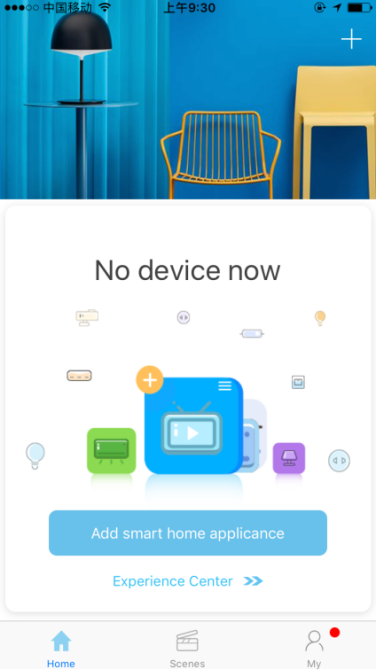 中国移动 上午9:30
No device now
Add smart home applicance
Experience Center
Home Scenes My